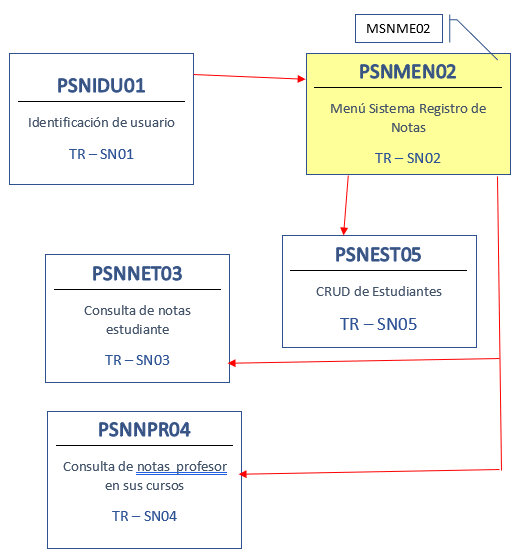 MSNME02
PSNIDU01
Identificación de usuario
TR – SN01
PSNMEN02
Menú Sistema Registro de
Notas
TR – SN02
PSNEST05
CRUD de Estudiantes
TR – SN05
PSNNET03
Consulta de notas
estudiante
TR – SN03
PSNNPR04
Consulta de notas profesor
en sus cursos
TR – SN04